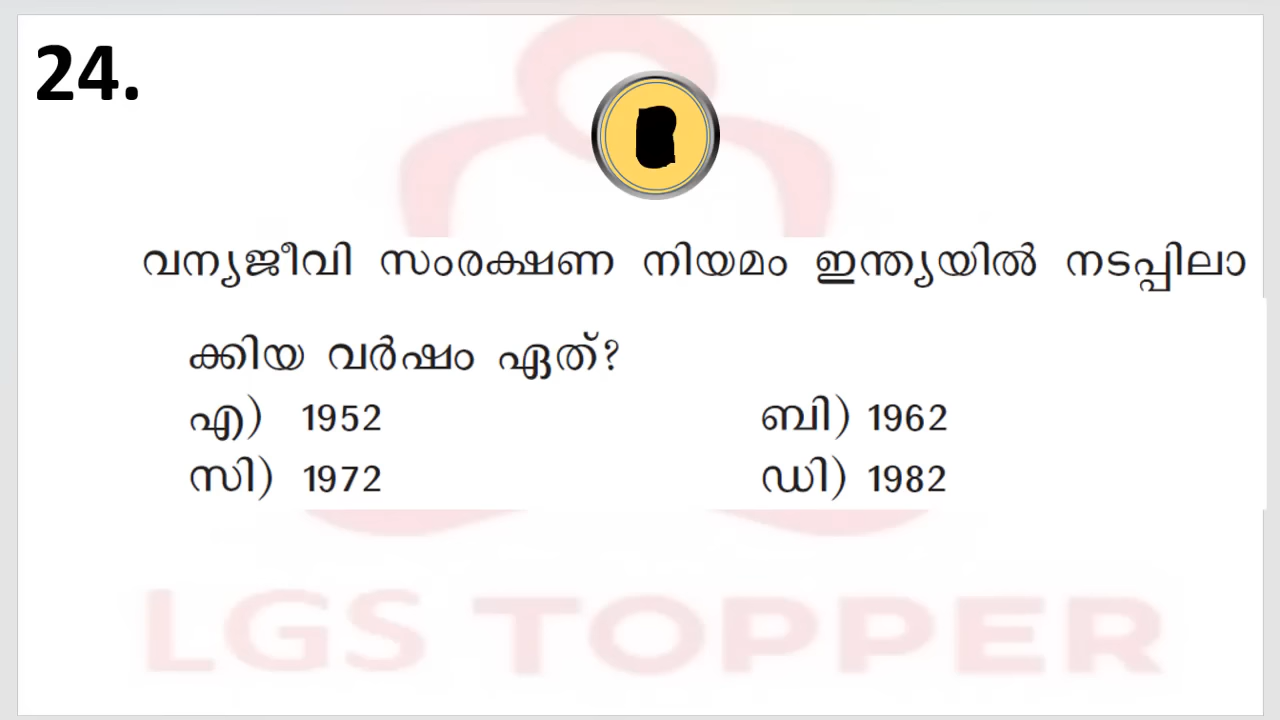 24.
വന്യജീവി സംരക്ഷണ നിയമം ഇന്ത്യയിൽ നടപ്പിലാ
ക്കിയ വർഷം ഏത്?
എ) 1952 ബി) 1962
സി) 1972 ഡി) 1982
LGS TOPPER